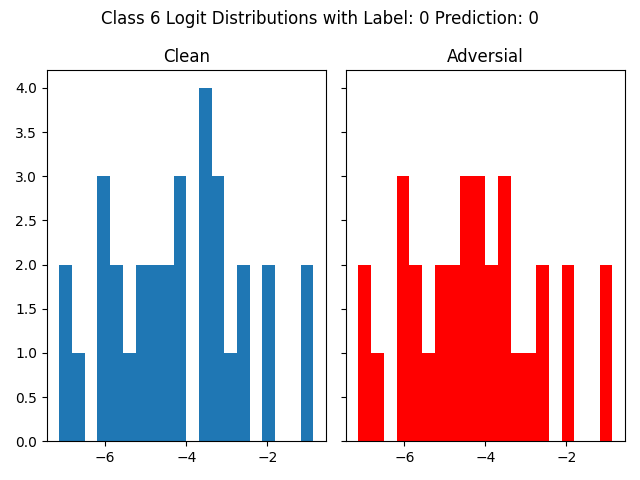 Class 6 Logit Distributions with Label: 0 Prediction: 0
Clean
Adversial
4.0
3.5
3.0
2.5
2.0
1.5
1.0
0.5
0.0
−6 −4 −2
−6 −4 −2